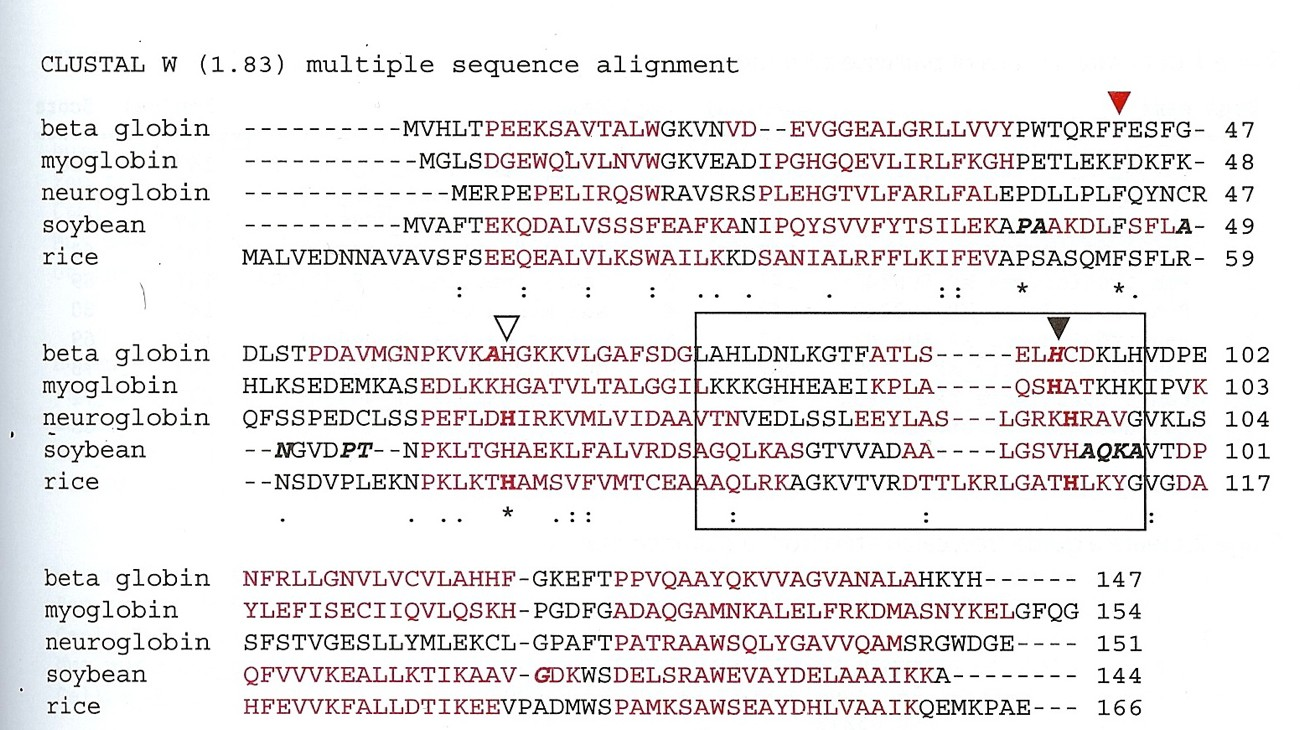 CLUSTAL W (1.83) multiple sequence alignment
beta globin ----------MVHLTPEEKSAVTALWGKVNVD--EVGGEALGRLLVVYPWTQRFFESFG- 47
myoglobin -----------MGLSDGEWQLVLNVWGKVEADIPGHGQEVLIRLFKGHPETLEKFDKFK- 48
neuroglobin -------------MERPEPELIRQSWRAVSRSPLEHGTVLFARLFALEPDLLPLFQYNCR 47
soybean ----------MVAFTEKQDALVSSSFEAFKANIPQYSVVFYTSILEKAPAAKDLFSFLA- 49
rice MALVEDNNAVAVSFSEEQEALVLKSWAILKKDSANIALRFFLKIFEVAPSASQMFSFLR- 59
: : : : .. . . :: * *.
beta globin DLSTPDAVMGNPKVKAHGKKVLGAFSDGLAHLDNLKGTFATLS-----ELHCDKLHVDPE 102
myoglobin HLKSEDEMKASEDLKKHGATVLTALGGILKKKGHHEAEIKPLA-----QSHATKHKIPVK 103
neuroglobin QFSSPEDCLSSPEFLDHIRKVMLVIDAAVTNVEDLSSLEEYLAS---LGRKHRAVGVKLS 104
soybean --NGVDPT--NPKLTGHAEKLFALVRDSAGQLKASGTVVADAA----LGSVHAQKAVTDP 101
rice --NSDVPLEKNPKLKTHAMSVFVMTCEAAAQLRKAGKVTVRDTTLKRLGATHLKYGVGDA 117
. . .. * .:: : : :
beta globin NFRLLGNVLVCVLAHHF-GKEFTPPVQAAYQKVVAGVANALAHKYH------ 147
myoglobin YLEFISECIIQVLQSKH-PGDFGADAQGAMNKALELFRKDMASNYKELGFQG 154
neuroglobin SFSTVGESLLYMLEKCL-GPAFTPATRAAWSQLYGAVVQAMSRGWDGE---- 151
soybean QFVVVKEALLKTIKAAV-GDKWSDELSRAWEVAYDELAAAIKKA-------- 144
rice HFEVVKFALLDTIKEEVPADMWSPAMKSAWSEAYDHLVAAIKQEMKPAE--- 166